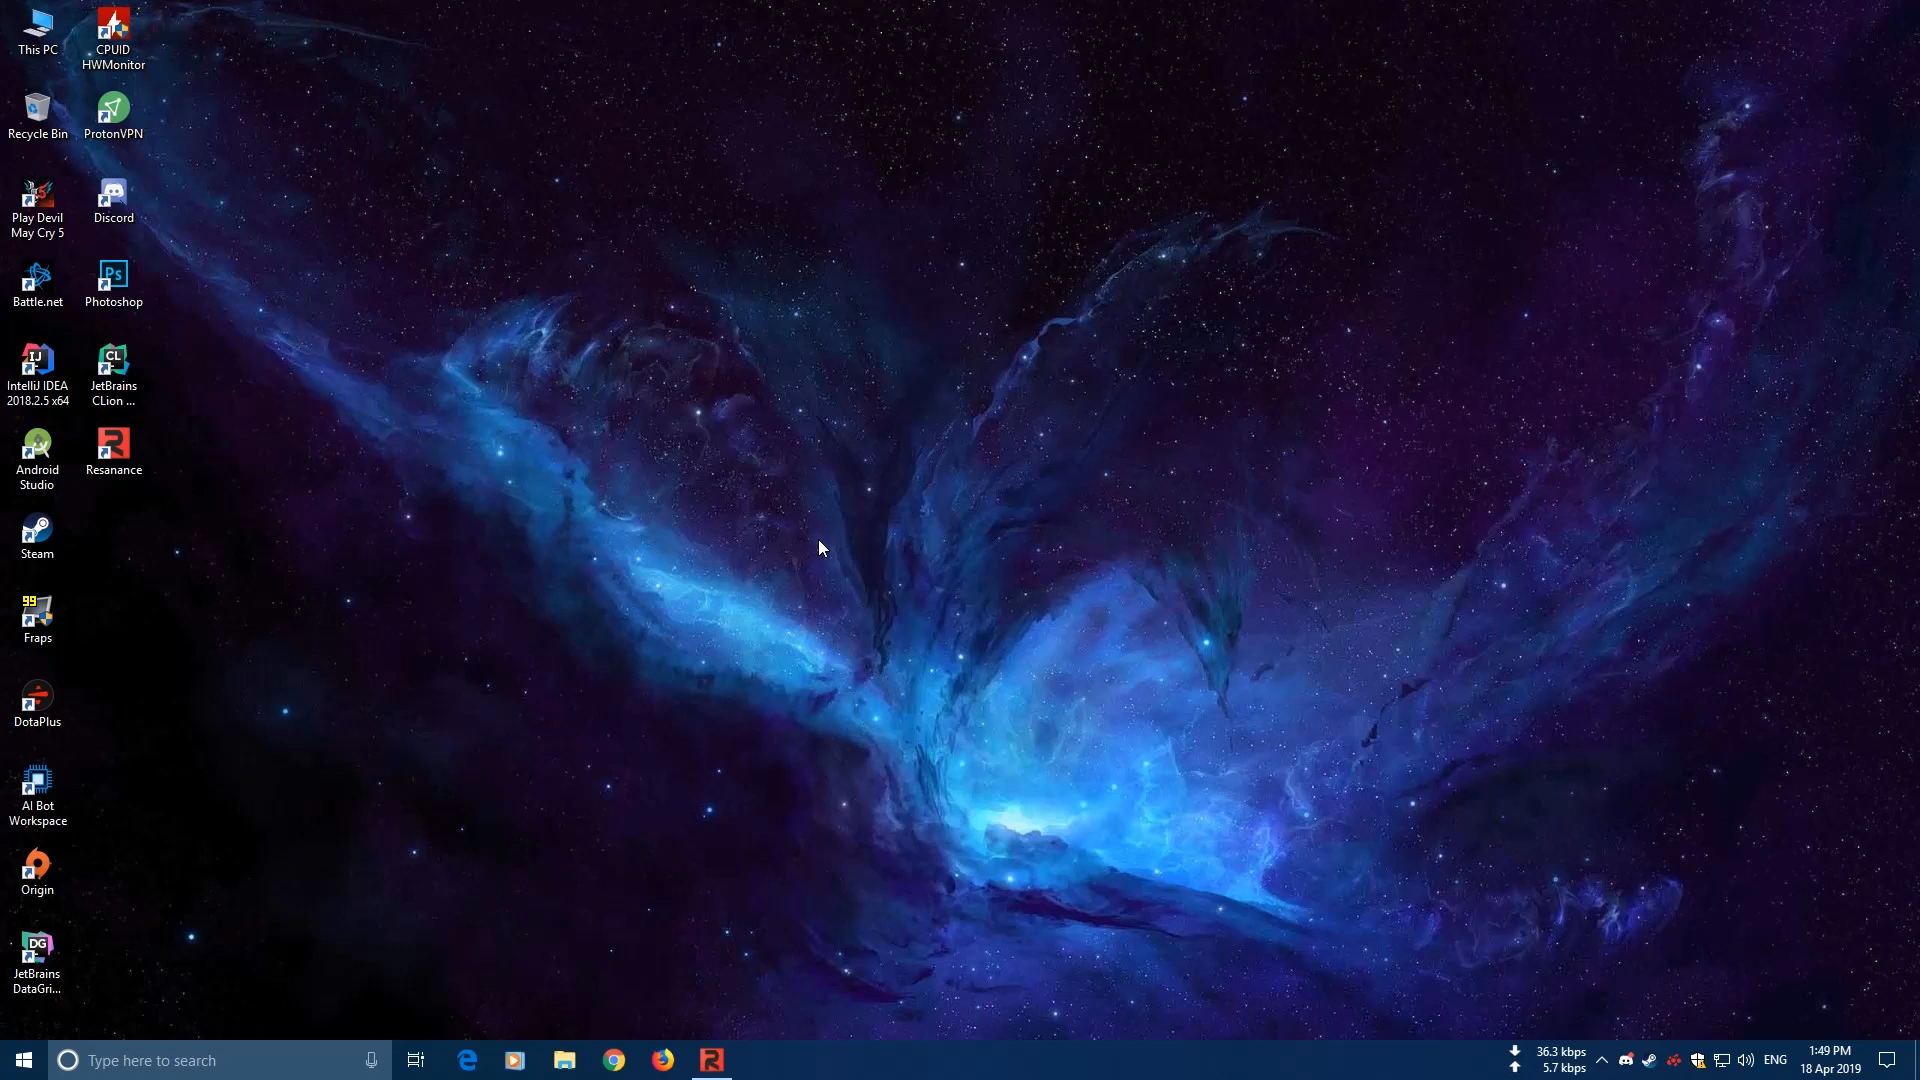 This PC
CPUID
HWMonitor
Recycle Bin
ProtonVPN
Play Devil
May Cry 5
Discord
Battle.net
Ps
Photoshop
IJ
IntelliJ IDEA
2018.2.5 x64
CL
JetBrains
CLion ...
Android
Studio
Resanance
Steam
99
Fraps
DotaPlus
AI Bot
Workspace
Origin
DG
JetBrains
DataGri...
Type here to search
36.3 kbps
5.7 kbps
ENG
1:49 PM
18 Apr 2019